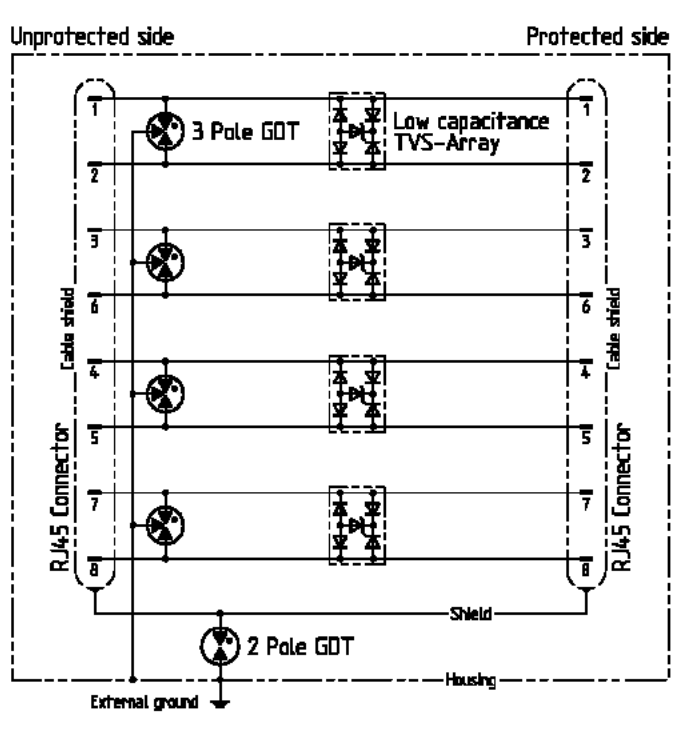 Unprotected side
Protected side
1
1
3 Pole GDT
Low capacitance
TVS-Array
2
2
3
3
6
6
Cable shield
Cable shield
4
4
5
5
RJ45 Connector
RJ45 Connector
7
7
8
8
Shield
2 Pole GDT
Housing
External ground